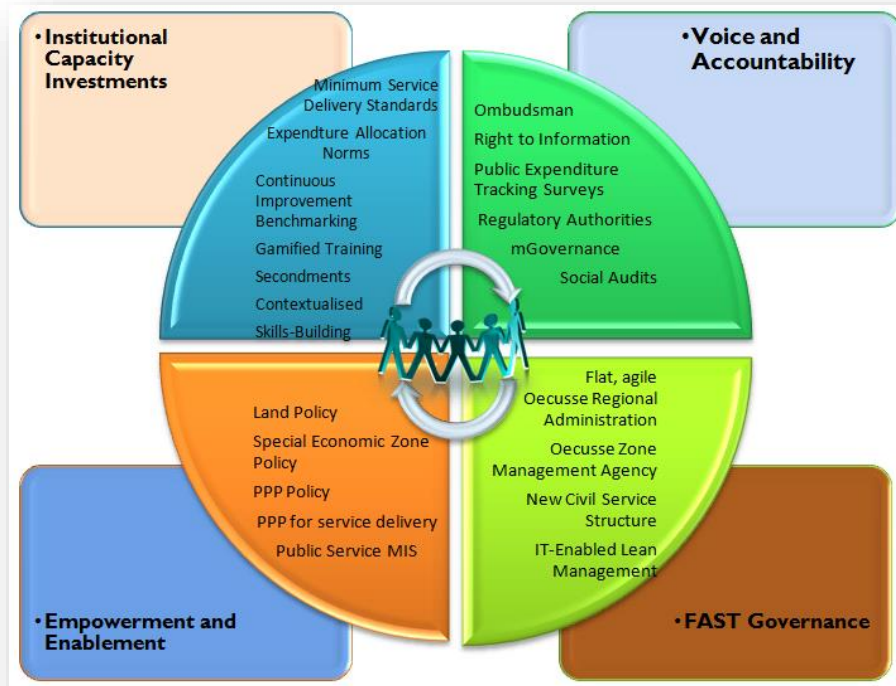 •Institutional
Capacity
Investments
Minimum Service
Delivery Standards
Expendture Allocation
Norms
Continuous
Improvement
Benchmarking
Gamified Training
Secondments
Contextualised
Skills-Building
•Voice and
Accountability
Ombudsman
Right to Information
Public Expenditure
Tracking Surveys
Regulatory Authorities
mGovernance
Social Audits
Land Policy
Special Economic Zone
Policy
PPP Policy
PPP for service delivery
Public Service MIS
•Empowerment and
Enablement
Flat, agile
Oecusse Regional
Administration
Oecusse Zone
Management Agency
New Civil Service
Structure
IT-Enabled Lean
Management
•FAST Governance